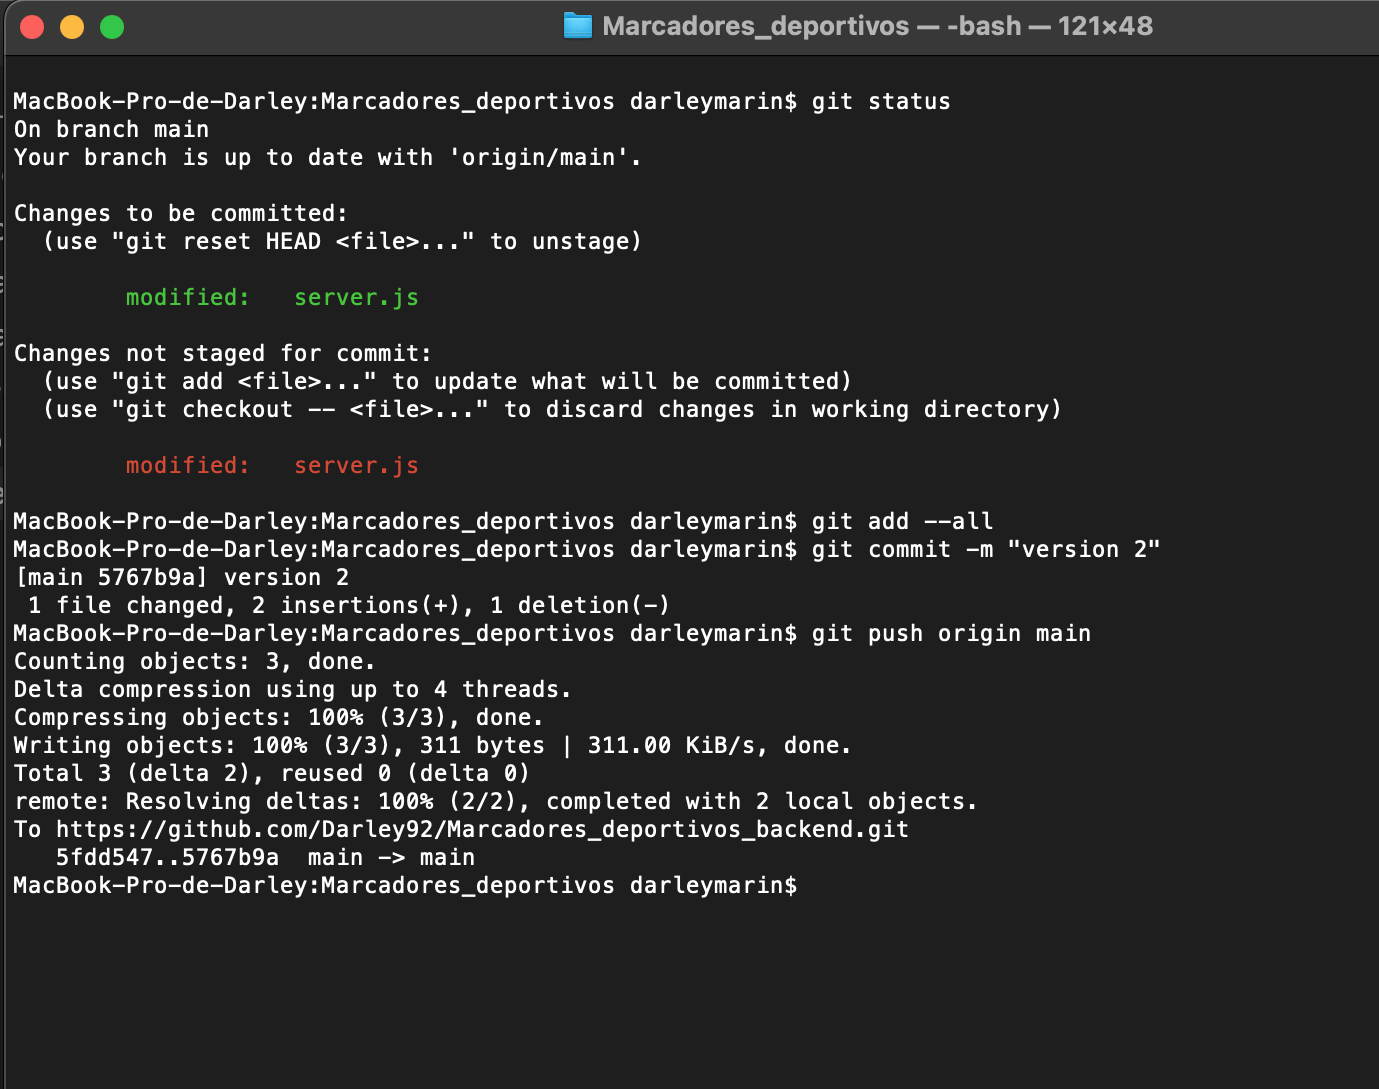 Marcadores_deportivos — -bash — 121×48
MacBook-Pro-de-Darley:Marcadores_deportivos darleymarin$ git status
On branch main
Your branch is up to date with 'origin/main'.
Changes to be committed:
  (use "git reset HEAD <file>..." to unstage)
        modified:   server.js
Changes not staged for commit:
  (use "git add <file>..." to update what will be committed)
  (use "git checkout -- <file>..." to discard changes in working directory)
        modified:   server.js
MacBook-Pro-de-Darley:Marcadores_deportivos darleymarin$ git add --all
MacBook-Pro-de-Darley:Marcadores_deportivos darleymarin$ git commit -m "version 2"
[main 5767b9a] version 2
 1 file changed, 2 insertions(+), 1 deletion(-)
MacBook-Pro-de-Darley:Marcadores_deportivos darleymarin$ git push origin main
Counting objects: 3, done.
Delta compression using up to 4 threads.
Compressing objects: 100% (3/3), done.
Writing objects: 100% (3/3), 311 bytes | 311.00 KiB/s, done.
Total 3 (delta 2), reused 0 (delta 0)
remote: Resolving deltas: 100% (2/2), completed with 2 local objects.
To https://github.com/Darley92/Marcadores_deportivos_backend.git
   5fdd547..5767b9a  main -> main
MacBook-Pro-de-Darley:Marcadores_deportivos darleymarin$